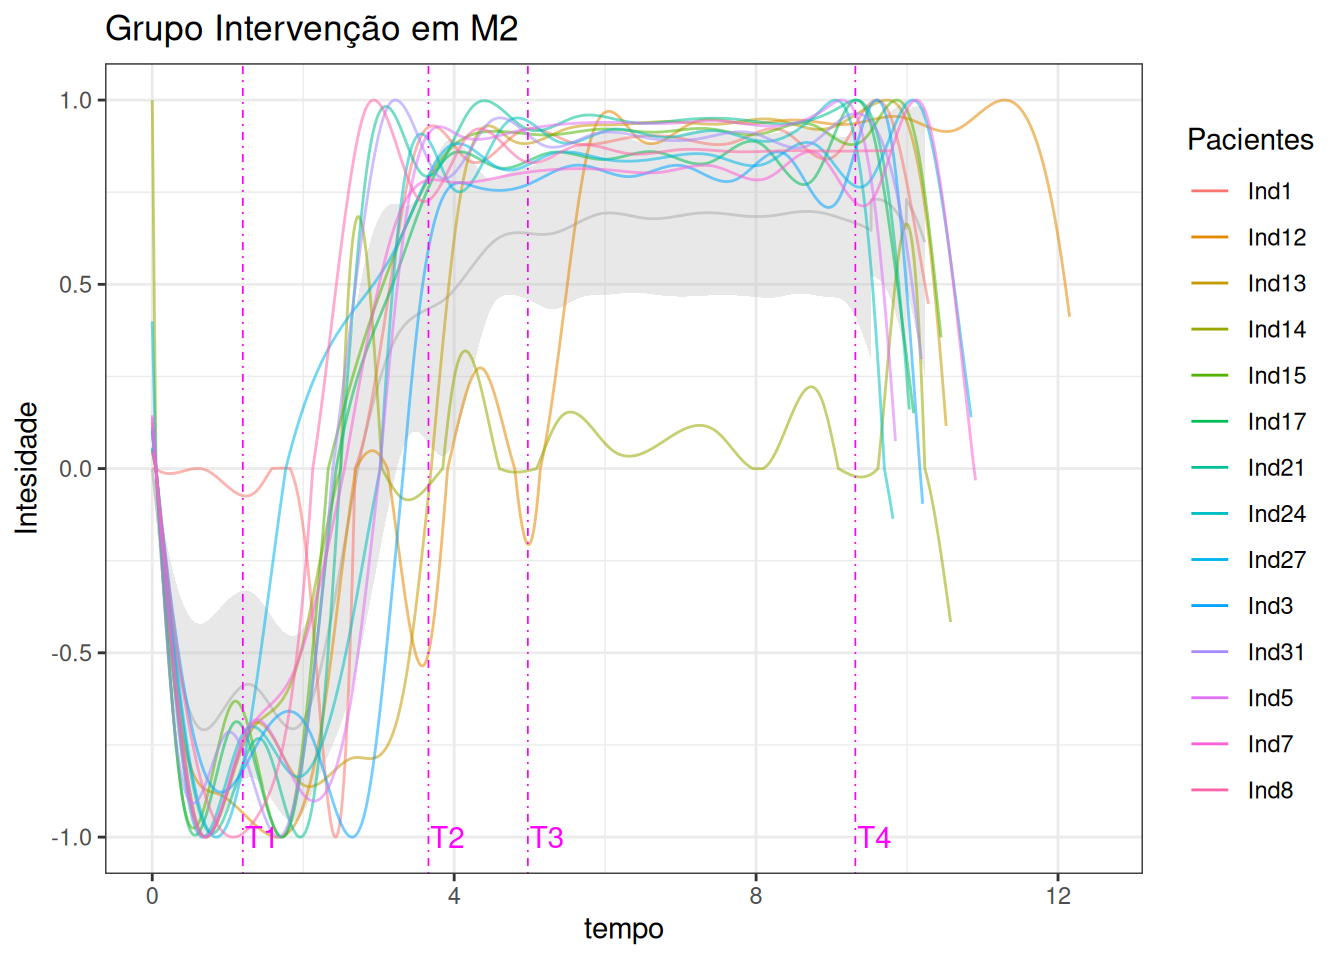 Grupo Intervenção em M2
Intesidade
1.0
0.5
0.0
-0.5
-1.0
T1
T2
T3
T4
0
4
8
12
tempo
Pacientes
Ind1
Ind12
Ind13
Ind14
Ind15
Ind17
Ind21
Ind24
Ind27
Ind3
Ind31
Ind5
Ind7
Ind8